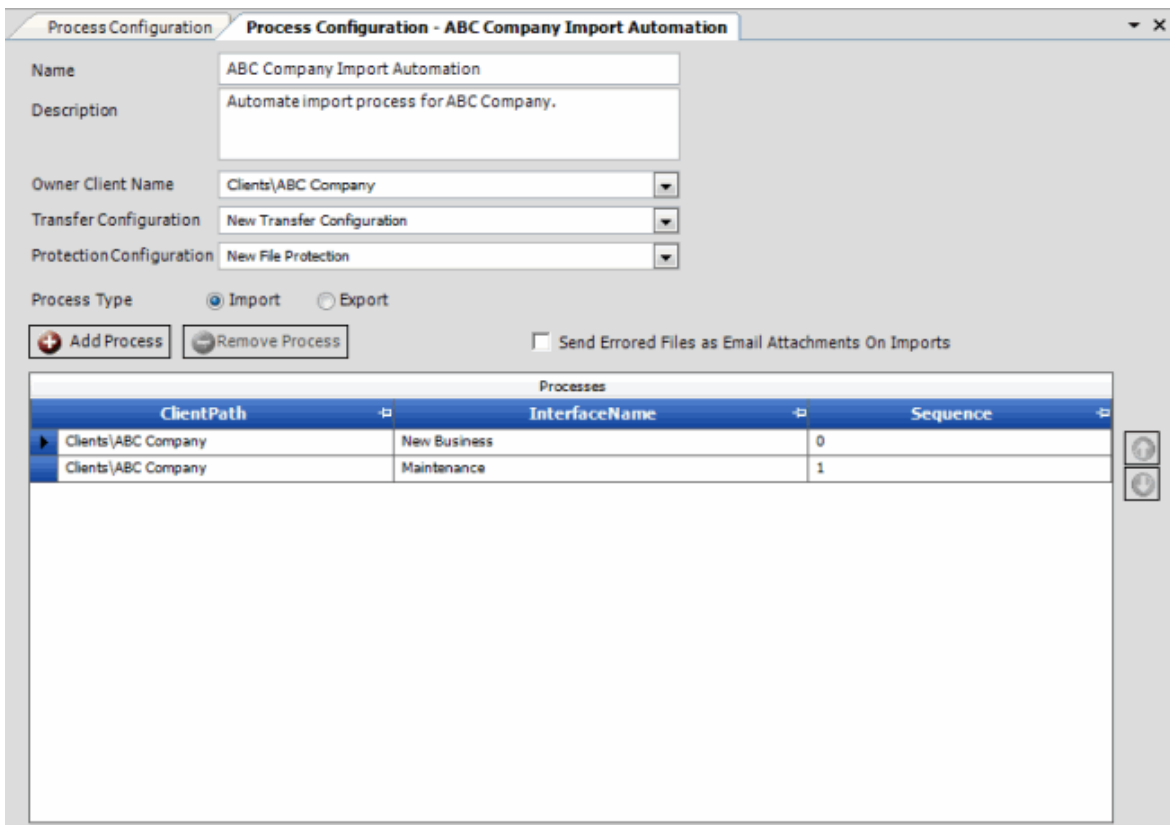 Process Configuration
Process Configuration - ABC Company Import Automation
Name
ABC Company Import Automation
Description
Automate import process for ABC Company.
Owner Client Name
Clients\ABC Company
Transfer Configuration
New Transfer Configuration
Protection Configuration
New File Protection
Process Type
Import
Export
Add Process
Remove Process
Send Errored Files as Email Attachments On Imports
Processes
ClientPath
InterfaceName
Sequence
Clients\ABC Company
New Business
0
Clients\ABC Company
Maintenance
1